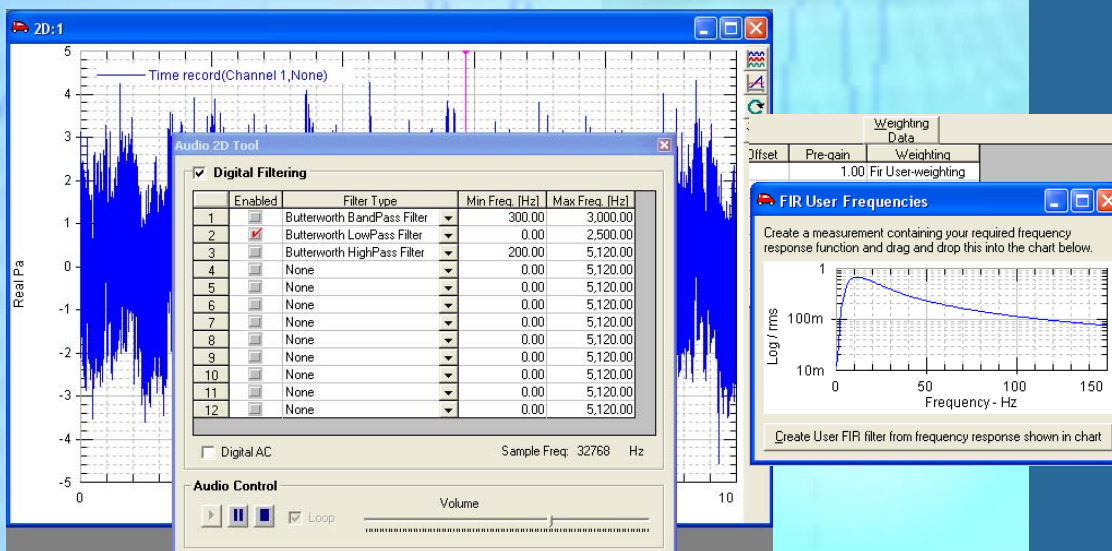 2D:1
5
Time record(Channel 1,None)
4
3
2
1
0
-1
-2
-3
-4
-5
Real Pa
0
10
Audio 2D Tool
Digital Filtering
Enabled Filter Type Min Freq. [Hz] Max Freq. [Hz]
1 Butterworth BandPass Filter 300.00 3,000.00
2 Butterworth LowPass Filter 0.00 2,500.00
3 Butterworth HighPass Filter 200.00 5,120.00
4 None 0.00 5,120.00
5 None 0.00 5,120.00
6 None 0.00 5,120.00
7 None 0.00 5,120.00
8 None 0.00 5,120.00
9 None 0.00 5,120.00
10 None 0.00 5,120.00
11 None 0.00 5,120.00
12 None 0.00 5,120.00
Digital AC Sample Freq: 32768 Hz
Audio Control
Volume
Loop
Weighting
Data
Offset Pre-gain Weighting
1.00 Fir User-weighting
FIR User Frequencies
Create a measurement containing your required frequency
response function and drag and drop this into the chart below.
1
100m
10m
Log / rms
0 50 100 150
Frequency - Hz
Create User FIR filter from frequency response shown in chart